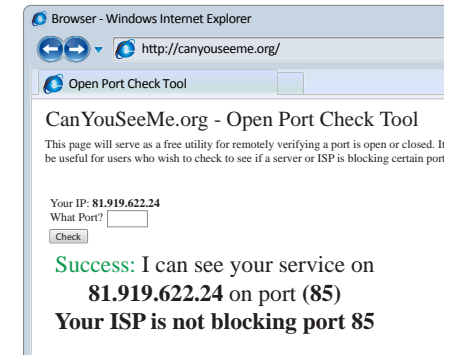 Browser - Windows Internet Explorer
http://canyouseeme.org/
Open Port Check Tool
CanYouSeeMe.org - Open Port Check Tool
This page will serve as a free utility for remotely verifying a port is open or closed. It
be useful for users who wish to check to see if a server or ISP is blocking certain port
Your IP: 81.919.622.24
What Port?
Check
Success: I can see your service on
81.919.622.24 on port (85)
Your ISP is not blocking port 85